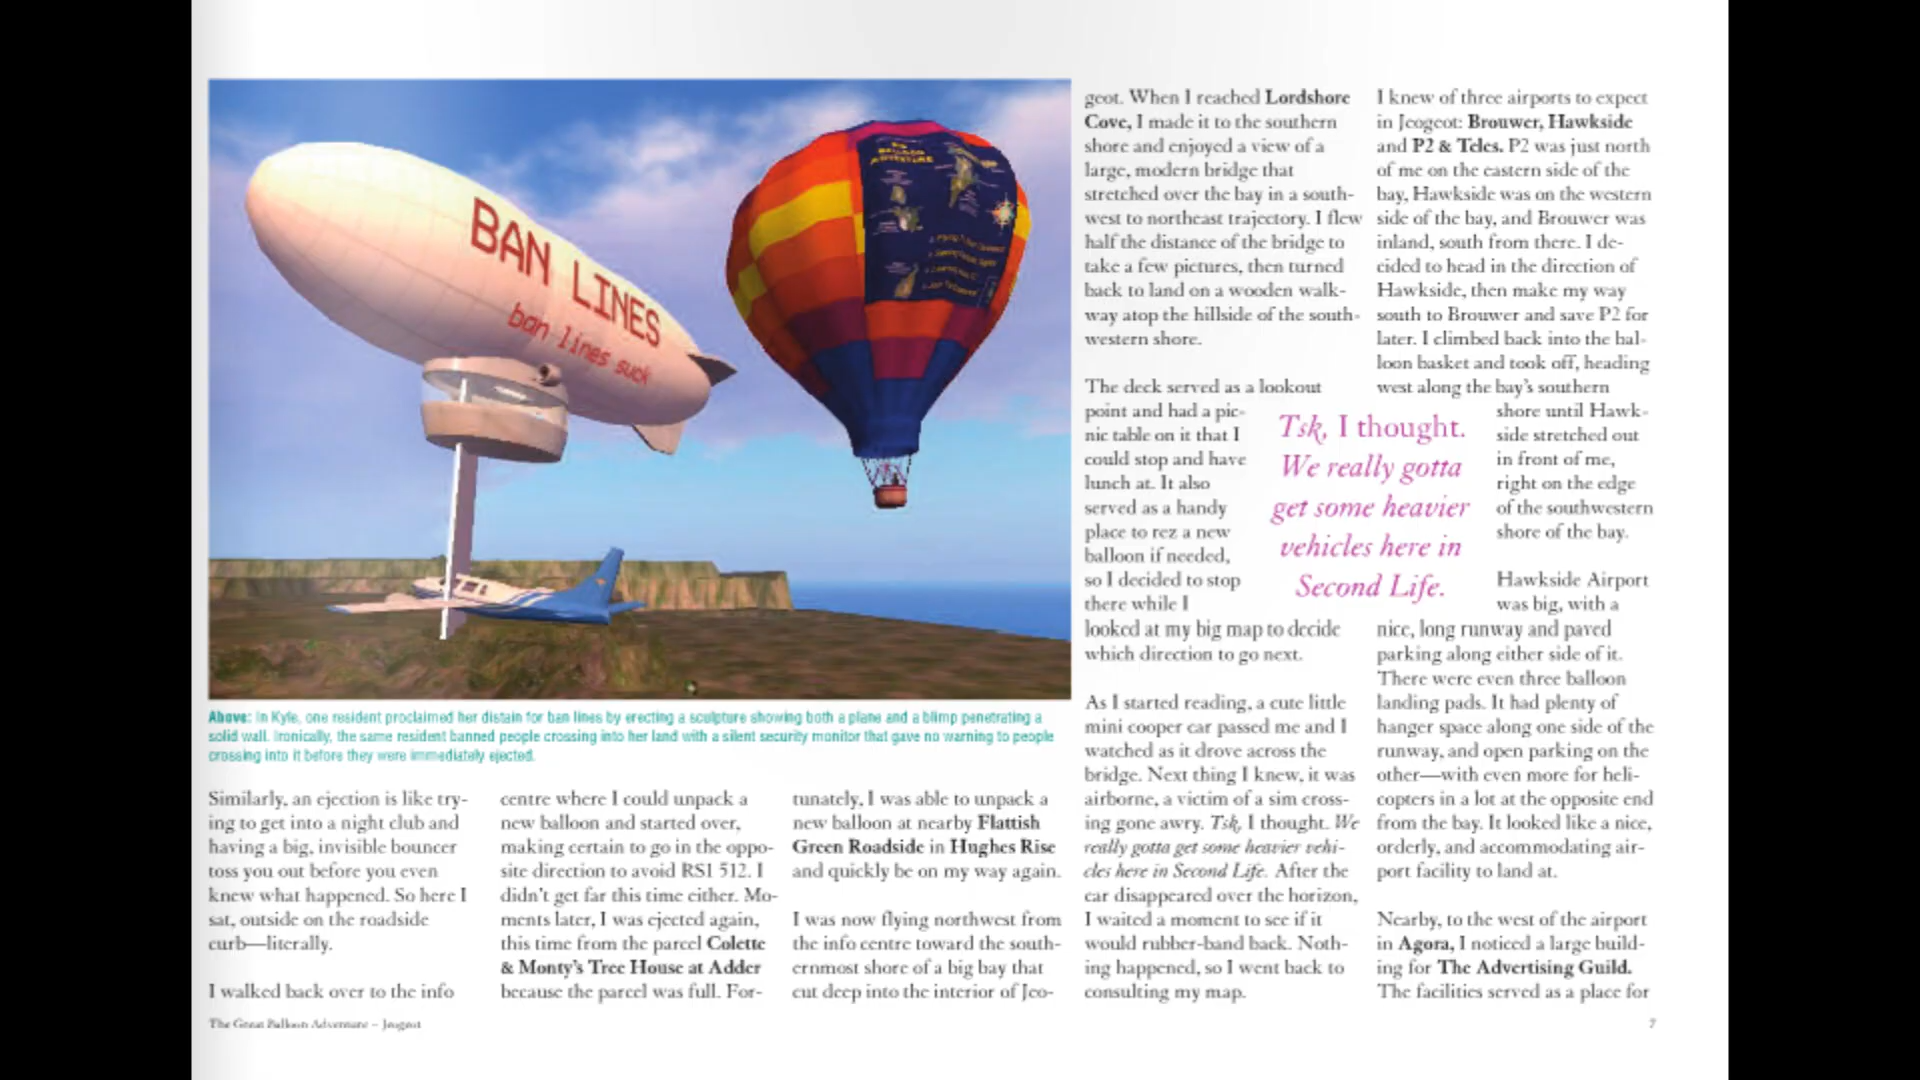 BAN LINES
ban lines suck
BALLOON
ADVENTURE
Above: In Kyle, one resident proclaimed her distain for ban lines by erecting a sculpture showing both a plane and a blimp penetrating a
solid wall. Ironically, the same resident banned people crossing into her land with a silent security monitor that gave no warning to people
crossing into it before they were immediately ejected.
Similarly, an ejection is like try-
ing to get into a night club and
having a big, invisible bouncer
toss you out before you even
knew what happened. So here I
sat, outside on the roadside
curb—literally.
I walked back over to the info
centre where I could unpack a
new balloon and started over,
making certain to go in the oppo-
site direction to avoid RS1 512. I
didn't get far this time either. Mo-
ments later, I was ejected again,
this time from the parcel Colette
& Monty's Tree House at Adder
because the parcel was full. For-
tunately, I was able to unpack a
new balloon at nearby Flattish
Green Roadside in Hughes Rise
and quickly be on my way again.
I was now flying northwest from
the info centre toward the south-
ernmost shore of a big bay that
cut deep into the interior of Jeo-
geot. When I reached Lordshore
Cove, I made it to the southern
shore and enjoyed a view of a
large, modern bridge that
stretched over the bay in a south-
west to northeast trajectory. I flew
half the distance of the bridge to
take a few pictures, then turned
back to land on a wooden walk-
way atop the hillside of the south-
western shore.
The deck served as a lookout
point and had a pic-
nic table on it that I
could stop and have
lunch at. It also
served as a handy
place to rez a new
balloon if needed,
so I decided to stop
there while I
looked at my big map to decide
which direction to go next.
As I started reading, a cute little
mini cooper car passed me and I
watched as it drove across the
bridge. Next thing I knew, it was
airborne, a victim of a sim cross-
ing gone awry. Tsk, I thought. We
really gotta get some heavier vehi-
cles here in Second Life. After the
car disappeared over the horizon,
I waited a moment to see if it
would rubber-band back. Noth-
ing happened, so I went back to
consulting my map.
Tsk, I thought.
We really gotta
get some heavier
vehicles here in
Second Life.
I knew of three airports to expect
in Jeogeot: Brouwer, Hawkside
and P2 & Teles. P2 was just north
of me on the eastern side of the
bay, Hawkside was on the western
side of the bay, and Brouwer was
inland, south from there. I de-
cided to head in the direction of
Hawkside, then make my way
south to Brouwer and save P2 for
later. I climbed back into the bal-
loon basket and took off, heading
west along the bay's southern
shore until Hawk-
side stretched out
in front of me,
right on the edge
of the southwestern
shore of the bay.
Hawkside Airport
was big, with a
nice, long runway and paved
parking along either side of it.
There were even three balloon
landing pads. It had plenty of
hanger space along one side of the
runway, and open parking on the
other—with even more for heli-
copters in a lot at the opposite end
from the bay. It looked like a nice,
orderly, and accommodating air-
port facility to land at.
Nearby, to the west of the airport
in Agora, I noticed a large build-
ing for The Advertising Guild.
The facilities served as a place for
The Great Balloon Adventure – Jeogeot
7